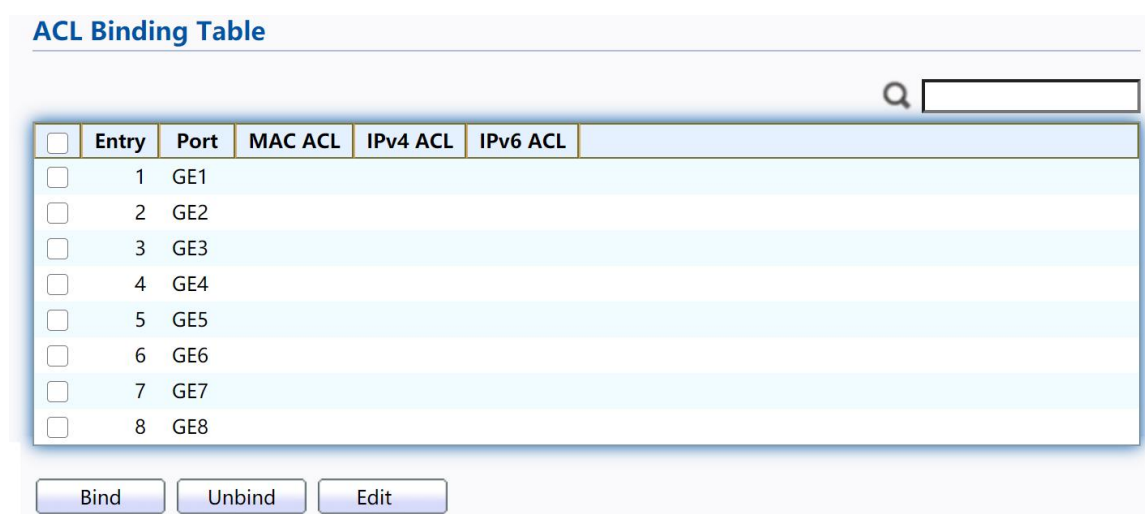 ACL Binding Table
Entry Port MAC ACL IPv4 ACL IPv6 ACL
1 GE1
2 GE2
3 GE3
4 GE4
5 GE5
6 GE6
7 GE7
8 GE8
Bind Unbind Edit